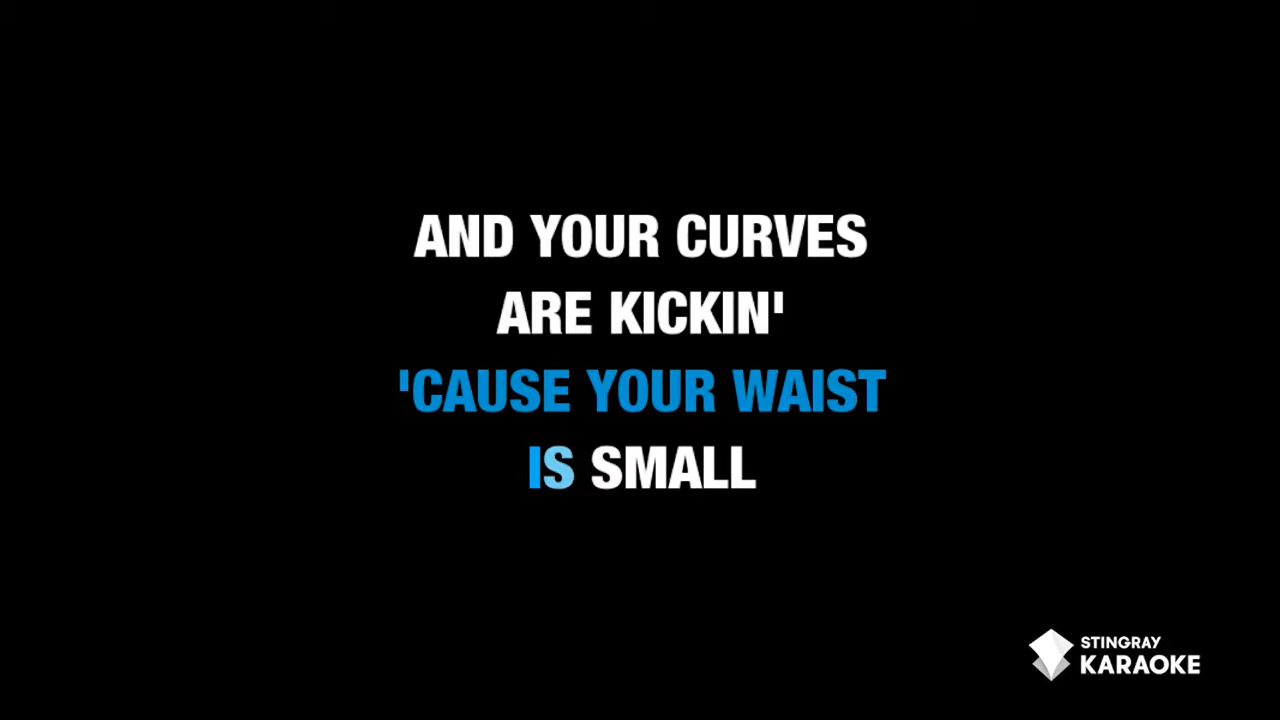 AND YOUR CURVES
ARE KICKIN'
'CAUSE YOUR WAIST
IS SMALL
STINGRAY
KARAOKE